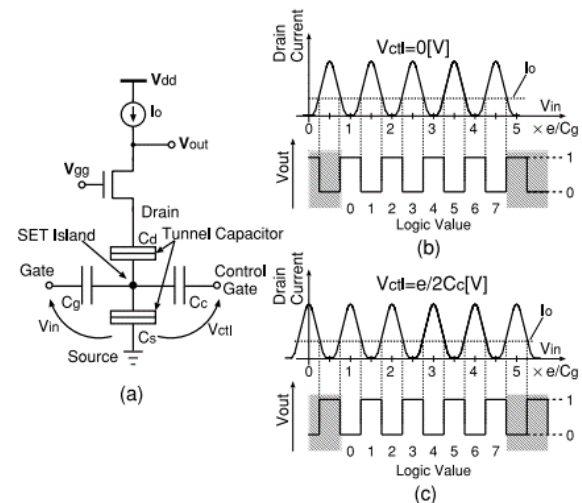 (a)
Vdd
Io
Vout
Vgg
Drain
SET Island
Cd
Tunnel Capacitor
Gate
Control Gate
Cg
Cc
Vin
Cs
Vctl
Source
(b)
Drain Current
Vctl=0[V]
Io
Vin
0 1 2 3 4 5 × e/Cg
Vout
1
0
0 1 2 3 4 5 6 7
Logic Value
(b)
Drain Current
Vctl=e/2Cc[V]
Io
Vin
0 1 2 3 4 5 × e/Cg
Vout
1
0
0 1 2 3 4 5 6 7
Logic Value
(c)
(a)